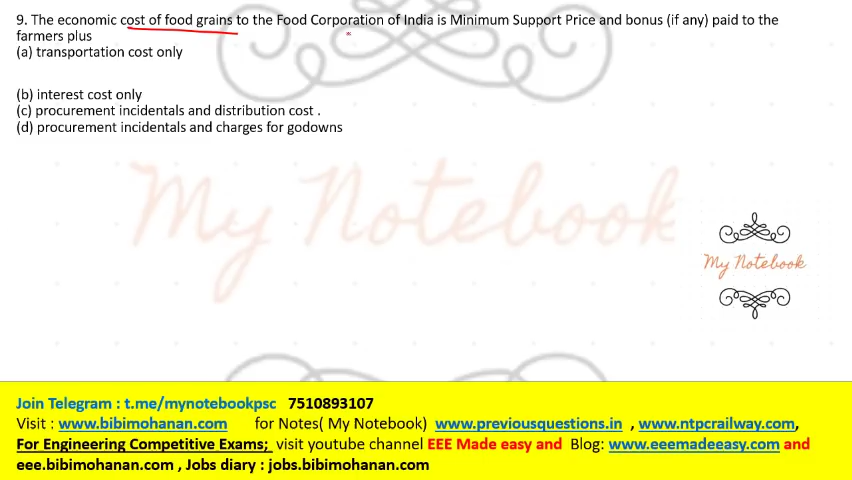 9. The economic cost of food grains to the Food Corporation of India is Minimum Support Price and bonus (if any) paid to the
farmers plus
(a) transportation cost only
(b) interest cost only
(c) procurement incidentals and distribution cost .
(d) procurement incidentals and charges for godowns
My Notebook
My Notebook
Join Telegram : t.me/mynotebookpsc 7510893107
Visit : www.bibimohanan.com for Notes( My Notebook) www.previousquestions.in , www.ntpcrailway.com,
For Engineering Competitive Exams; visit youtube channel EEE Made easy and Blog: www.eeemadeeasy.com and
eee.bibimohanan.com , Jobs diary : jobs.bibimohanan.com